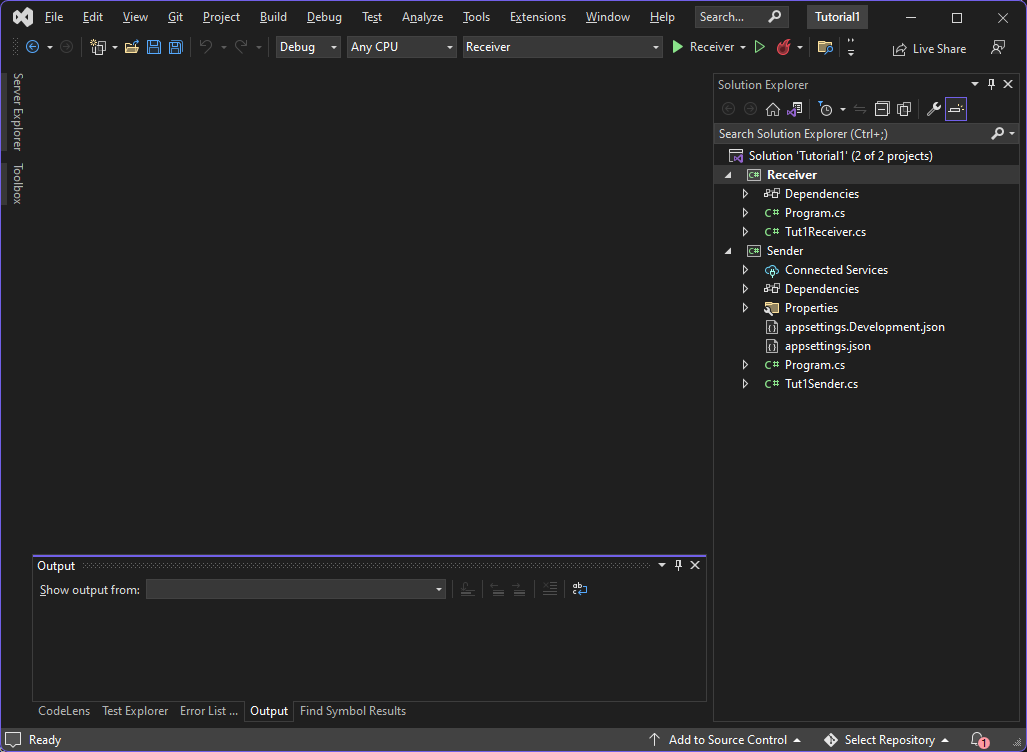 File Edit View Git Project Build Debug Test Analyze Tools Extensions Window Help Search... Tutorial1
Debug Any CPU Receiver Receiver Live Share
Server Explorer
Toolbox
Solution Explorer
Search Solution Explorer (Ctrl+;)
Solution 'Tutorial1' (2 of 2 projects)
C# Receiver
Dependencies
C# Program.cs
C# Tut1Receiver.cs
C# Sender
Connected Services
Dependencies
Properties
appsettings.Development.json
appsettings.json
C# Program.cs
C# Tut1Sender.cs
Output
Show output from:
CodeLens Test Explorer Error List ... Output Find Symbol Results
Ready Add to Source Control Select Repository 1